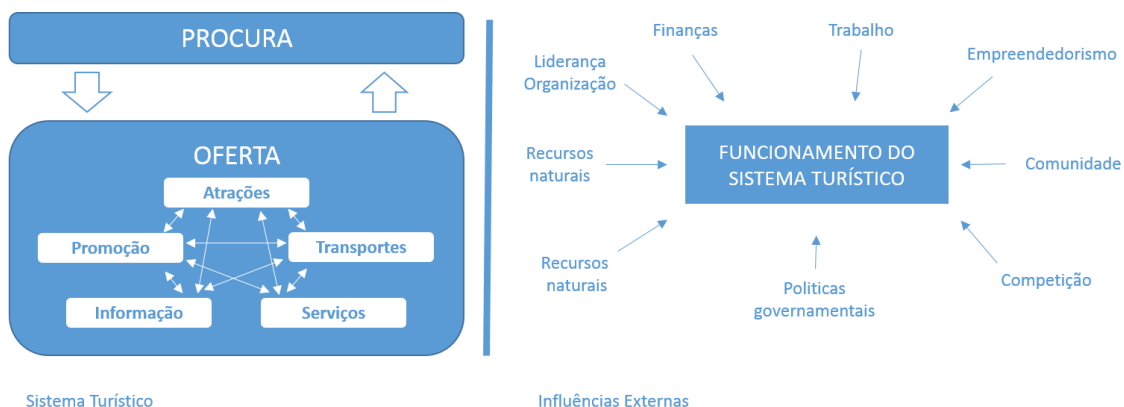 PROCURA
OFERTA
Atrações
Promoção
Transportes
Informação
Serviços
Sistema Turístico
Finanças
Trabalho
Empreendedorismo
Liderança
Organização
Recursos
naturais
FUNCIONAMENTO DO
SISTEMA TURÍSTICO
Comunidade
Recursos
naturais
Politicas
governamentais
Competição
Influências Externas